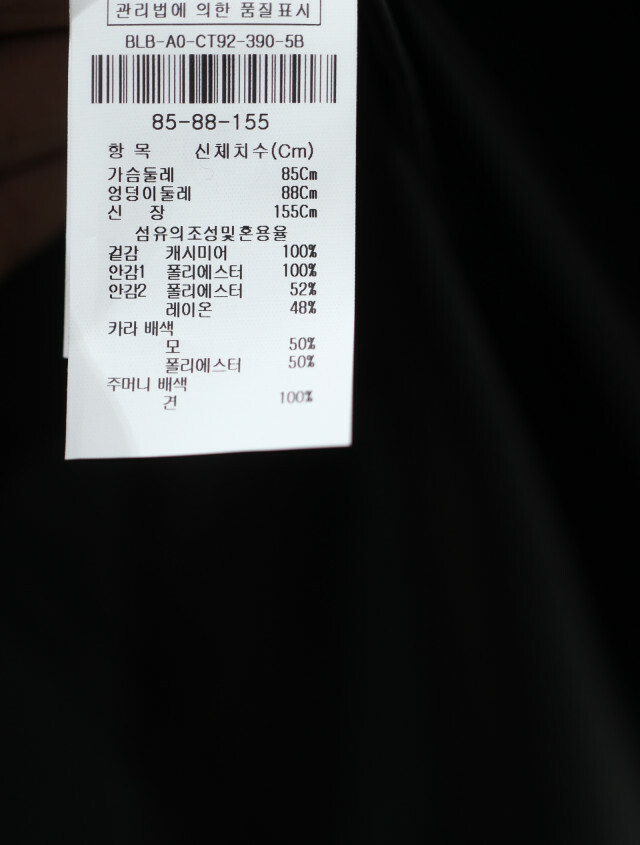 관리법에 의한 품질표시
BLB-A0-CT92-390-5B
85-88-155
항 목 신체치수(Cm)
가슴둘레 85Cm
엉덩이둘레 88Cm
신 장 155Cm
섬유의조성및혼용율
겉감 캐시미어 100%
안감1 폴리에스터 100%
안감2 폴리에스터 52%
레이온 48%
카라 배색
모 50%
폴리에스터 50%
주머니 배색
견 100%